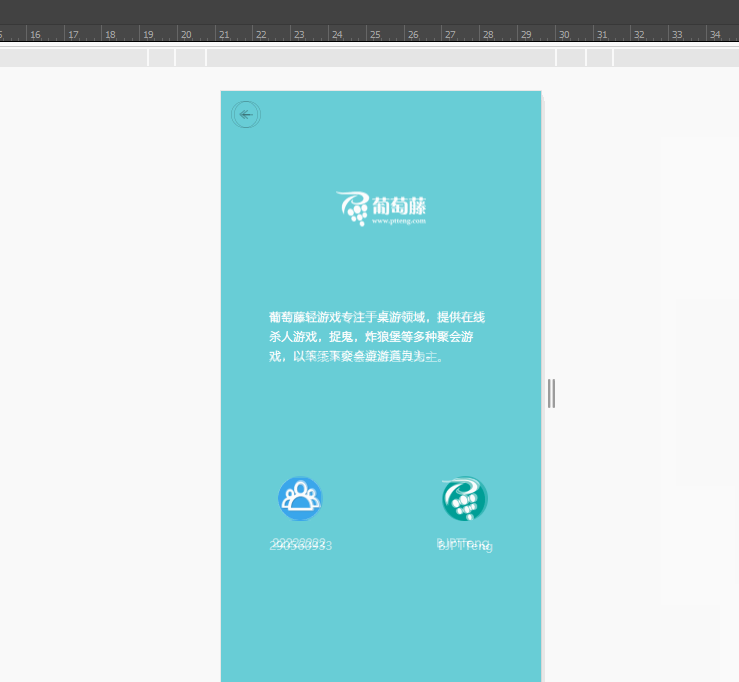 16 17 18 19 20 21 22 23 24 25 26 27 28 29 30 31 32 33 34
葡萄藤
www.ptteng.com
葡萄藤轻游戏专注于桌游领域，提供在线
杀人游戏，捉鬼，炸狼堡等多种聚会游
戏，以
BJPTTeng